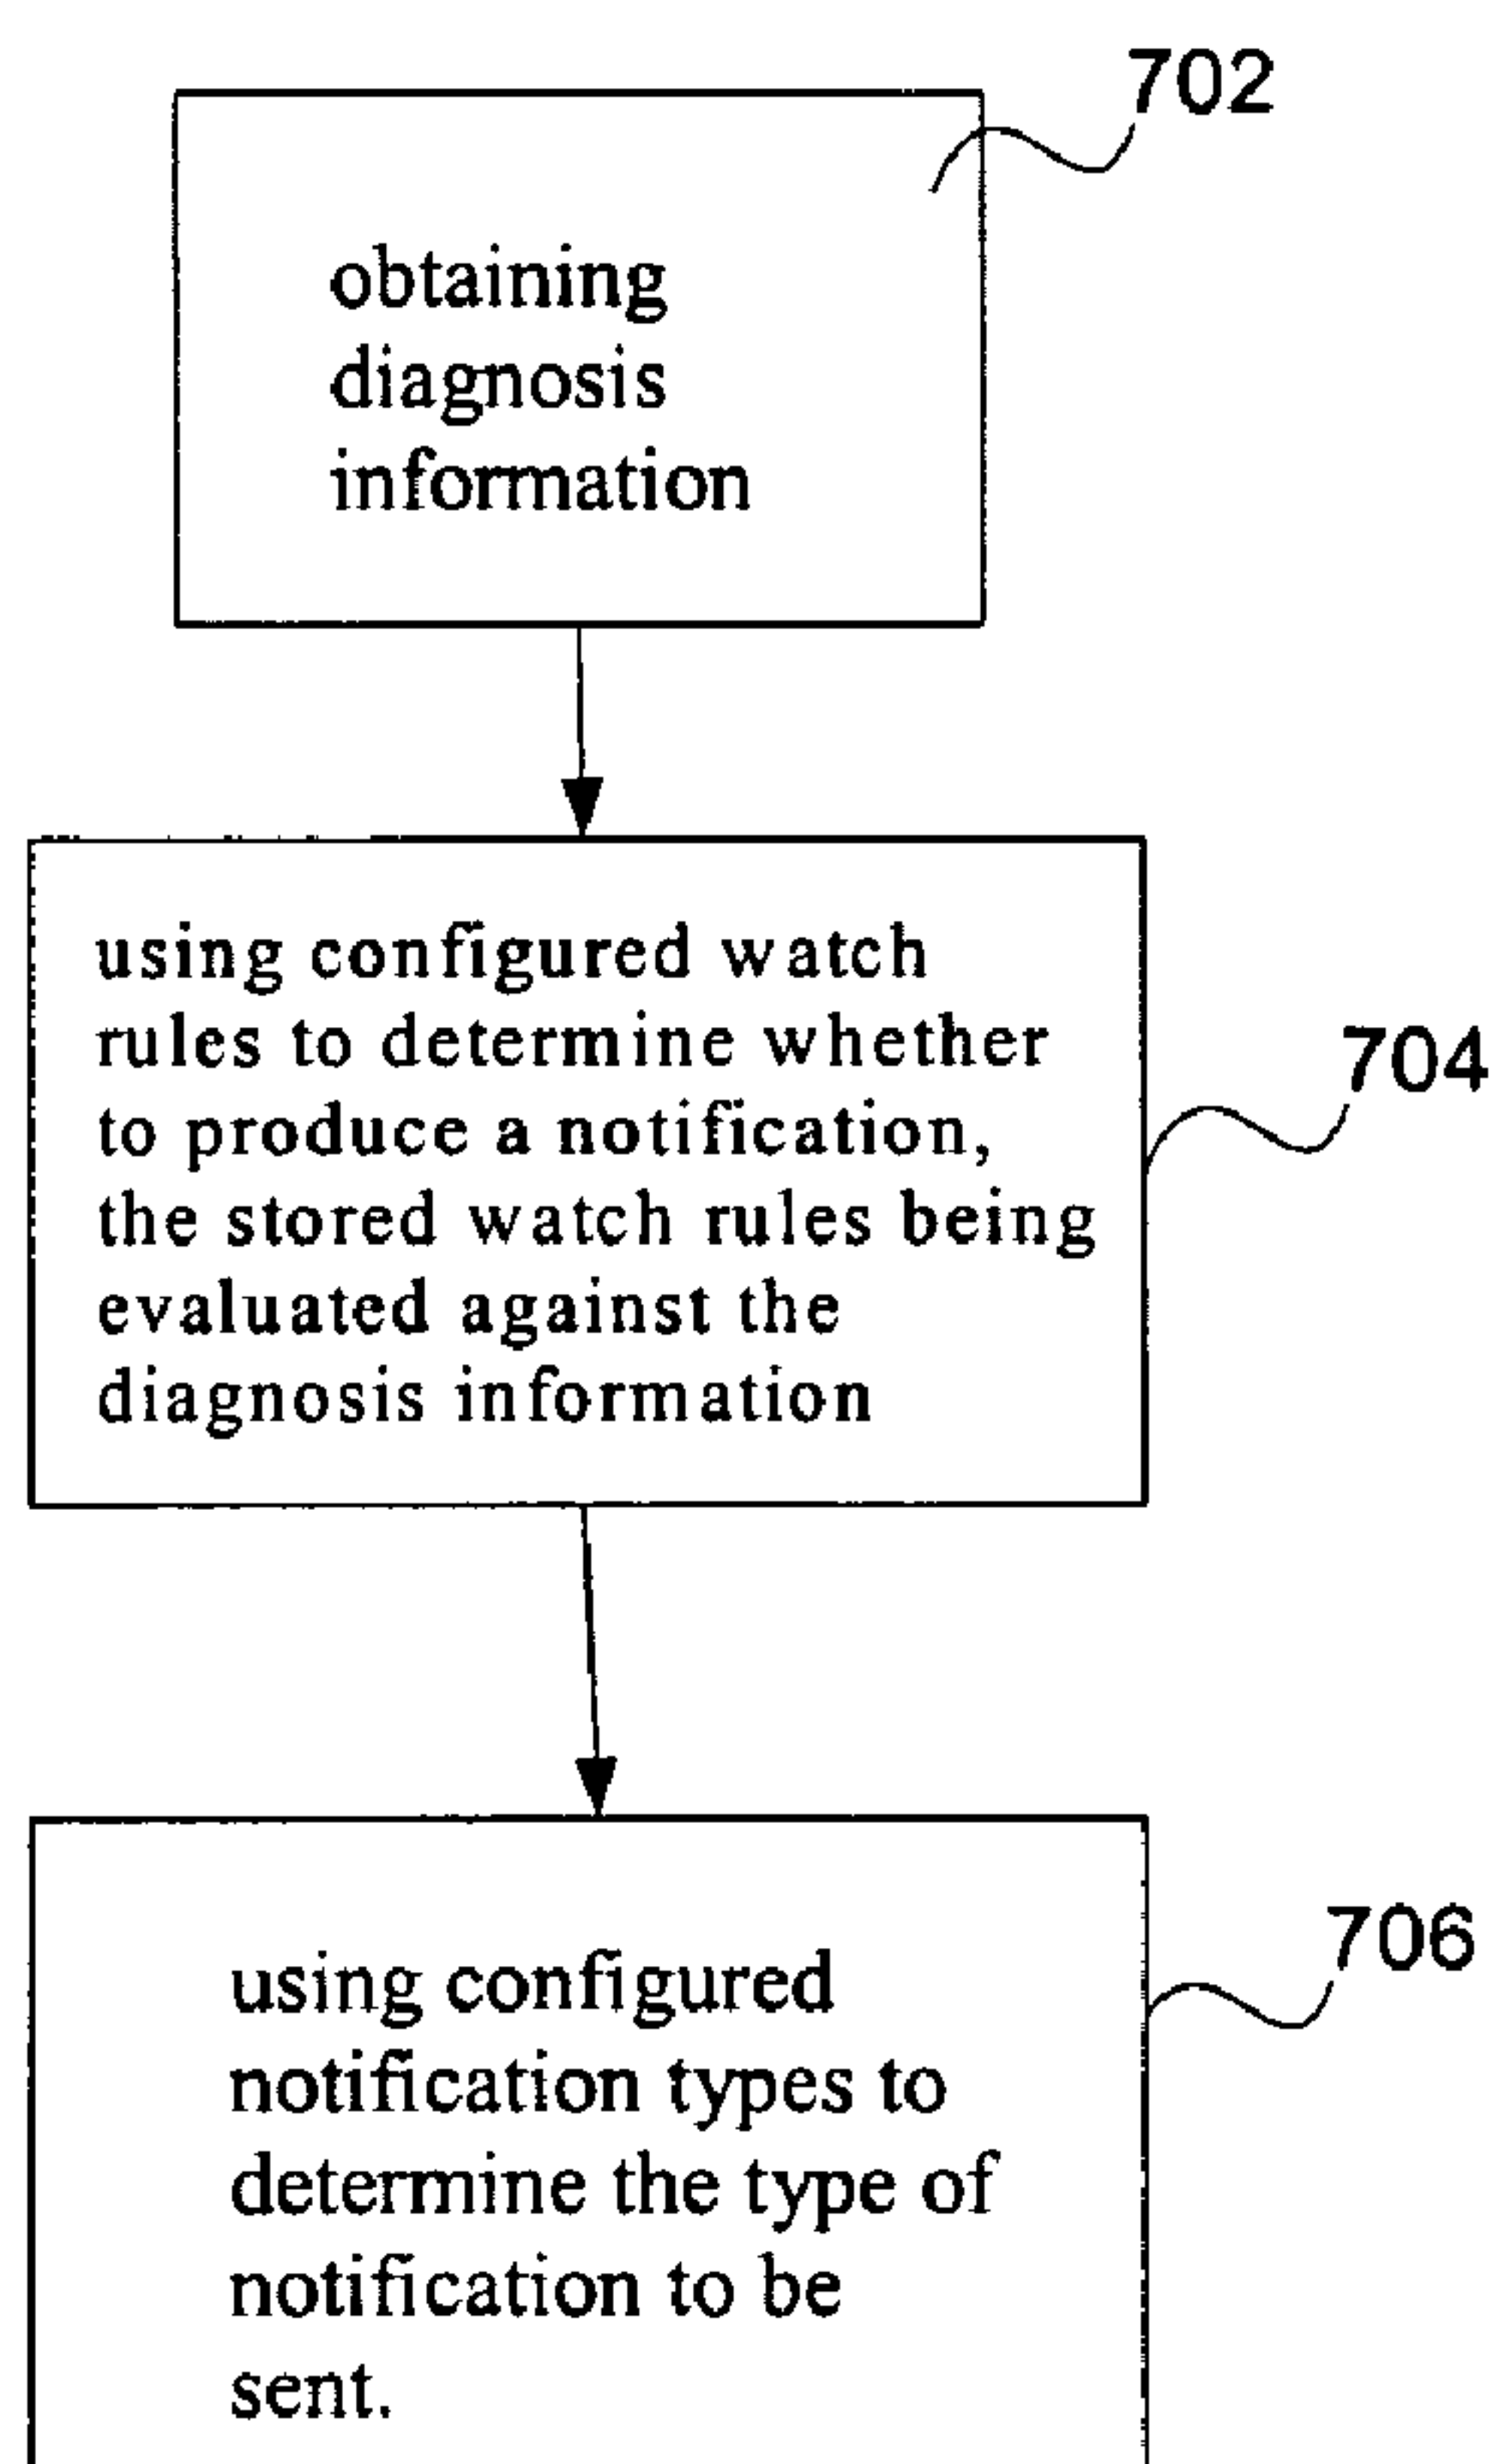 702
obtaining
diagnosis
information
using configured watch
rules to determine whether
to produce a notification,
the stored watch rules being
evaluated against the
diagnosis information
704
using configured
notification types to
determine the type of
notification to be
sent.
706